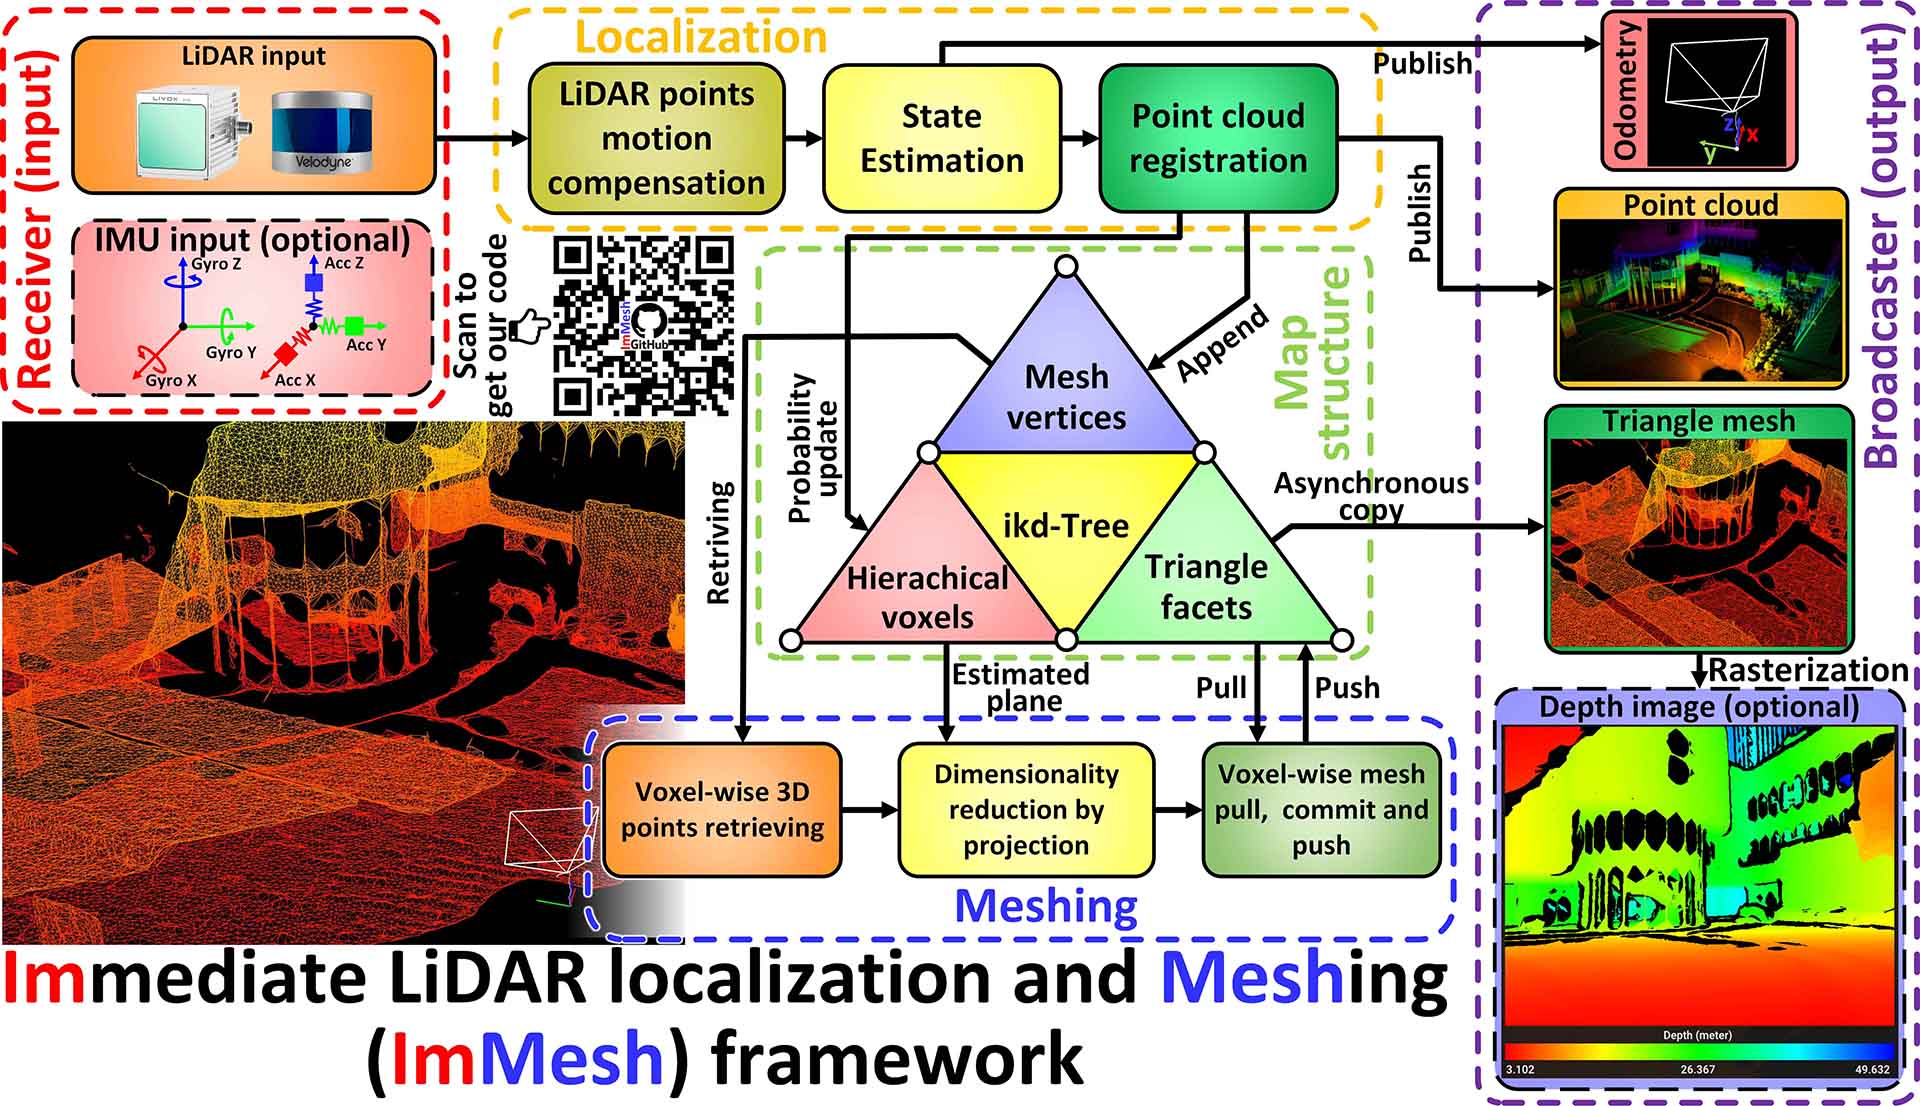 Receiver (input)
LiDAR input
LIVOX
Velodyne
IMU input (optional)
Gyro Z
Acc Z
Gyro Y
Acc Y
Gyro X
Acc X
Localization
LiDAR points
motion
compensation
State
Estimation
Point cloud
registration
Publish
Publish
Scan to
get our code
ImMesh
GitHub
Map
structure
Append
Probability
update
Retriving
Mesh
vertices
ikd-Tree
Hierachical
voxels
Triangle
facets
Asynchronous
copy
Estimated
plane
Pull
Push
Voxel-wise 3D
points retrieving
Dimensionality
reduction by
projection
Voxel-wise mesh
pull, commit and
push
Meshing
Broadcaster (output)
Odometry
z
x
y
Point cloud
Triangle mesh
Rasterization
Depth image (optional)
Depth (meter)
3.102
26.367
49.632
Immediate LiDAR localization and Meshing
(ImMesh) framework